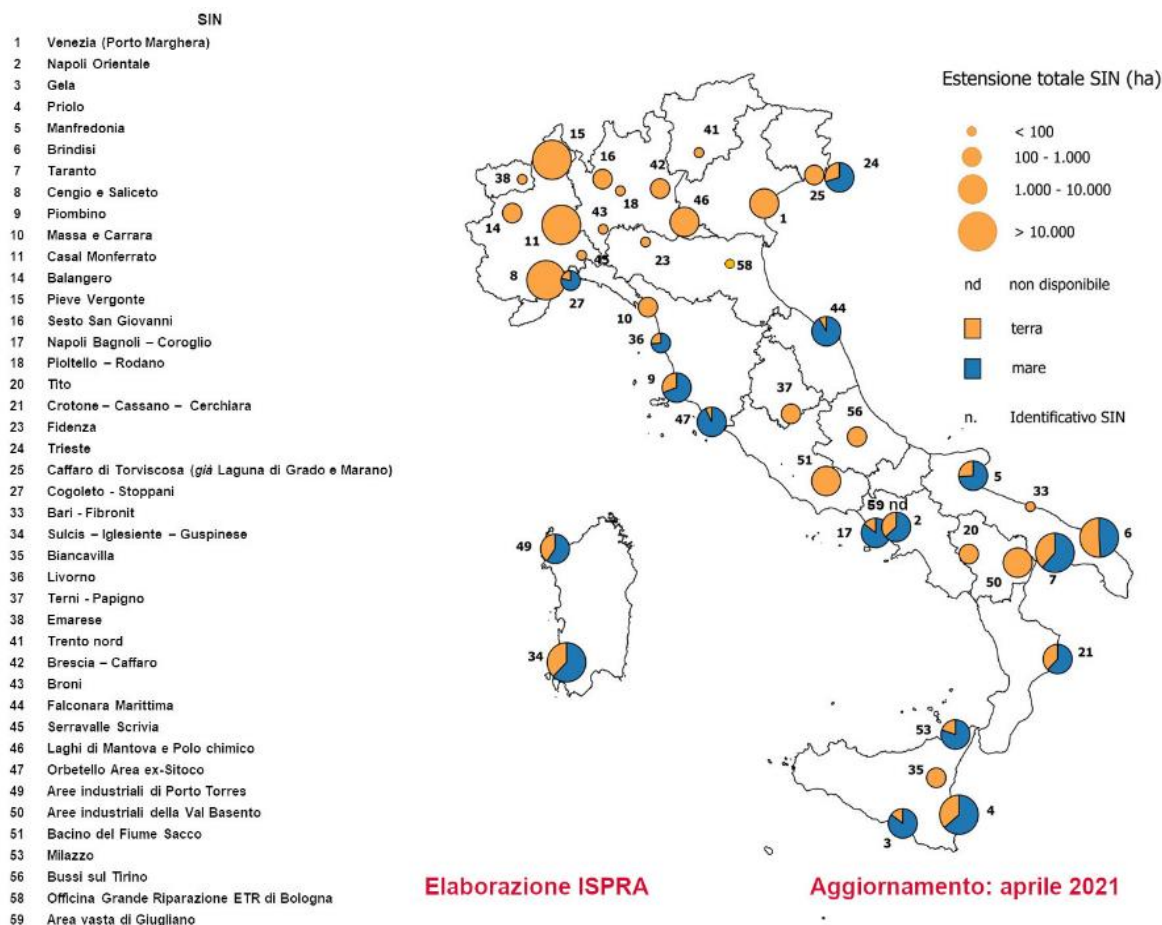 SIN
1 Venezia (Porto Marghera)
2 Napoli Orientale
3 Gela
4 Priolo
5 Manfredonia
6 Brindisi
7 Taranto
8 Cengio e Saliceto
9 Piombino
10 Massa e Carrara
11 Casal Monferrato
14 Balangero
15 Pieve Vergonte
16 Sesto San Giovanni
17 Napoli Bagnoli – Coroglio
18 Pioltello – Rodano
20 Tito
21 Crotone – Cassano – Cerchiara
23 Fidenza
24 Trieste
25 Caffaro di Torviscosa (già Laguna di Grado e Marano)
27 Cogoleto - Stoppani
33 Bari - Fibronit
34 Sulcis – Iglesiente – Guspinese
35 Biancavilla
36 Livorno
37 Terni - Papigno
38 Emarese
41 Trento nord
42 Brescia – Caffaro
43 Broni
44 Falconara Marittima
45 Serravalle Scrivia
46 Laghi di Mantova e Polo chimico
47 Orbetello Area ex-Sitoco
49 Aree industriali di Porto Torres
50 Aree industriali della Val Basento
51 Bacino del Fiume Sacco
53 Milazzo
56 Bussi sul Tirino
58 Officina Grande Riparazione ETR di Bologna
59 Area vasta di Giugliano
Estensione totale SIN (ha)
< 100
100 - 1.000
1.000 - 10.000
> 10.000
nd non disponibile
terra
mare
n. Identificativo SIN
15
41
16
42
24
38
18
25
14
43
46
1
11
45
23
58
8
27
10
44
36
9
37
47
56
51
5
33
59 nd
2
17
20
6
49
50
7
34
21
53
35
4
3
Elaborazione ISPRA
Aggiornamento: aprile 2021